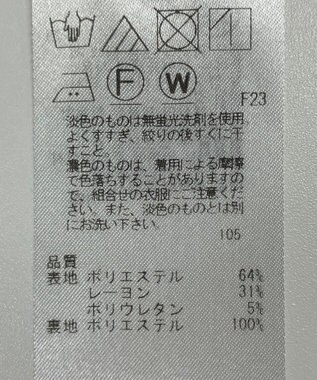 F W
F23
淡色のものは無蛍光洗剤を使用。
よくすすぎ、絞りの後すぐに干
すこと。
濃色のものは、着用による摩擦
で色落ちすることがありますの
で、組合せの衣服にご注意くだ
さい。また、淡色のものとは別
にお洗い下さい。
105
品質
表地 ポリエステル 64%
レーヨン 31%
ポリウレタン 5%
裏地 ポリエステル 100%